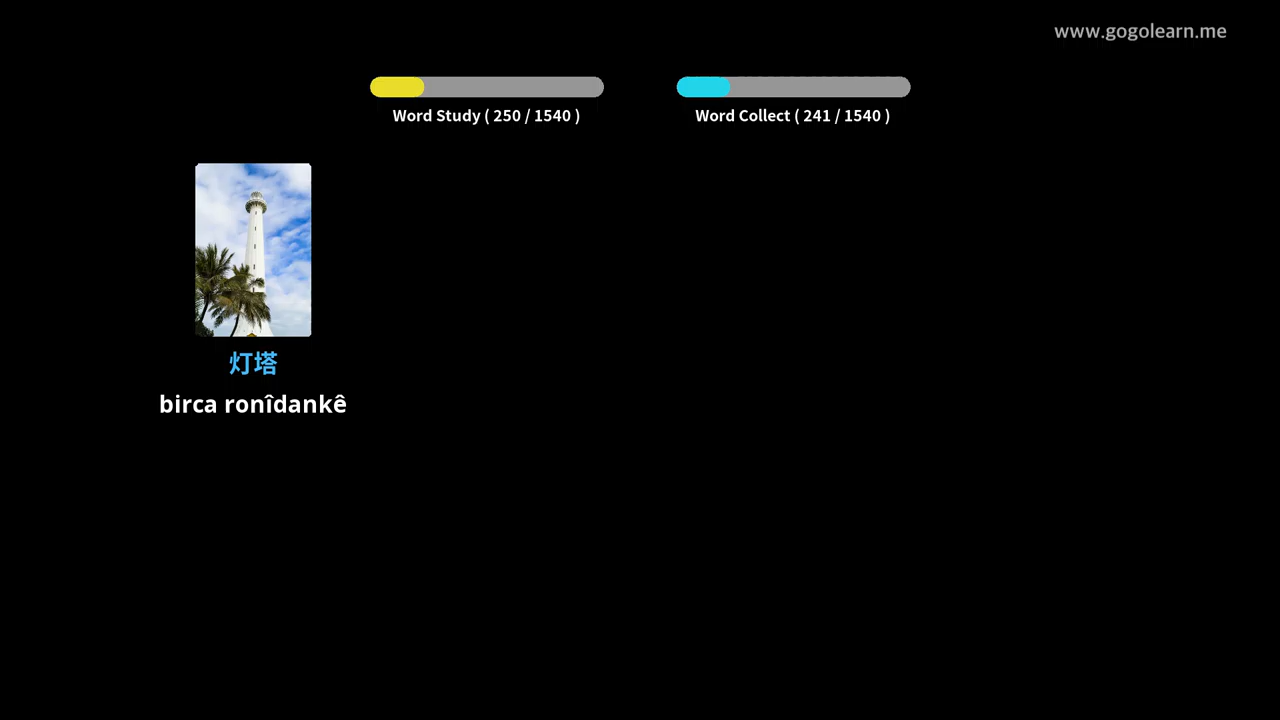 www.gogolearn.me
Word Study ( 250 / 1540 )
Word Collect ( 241 / 1540 )
灯塔
birca ronîdankê